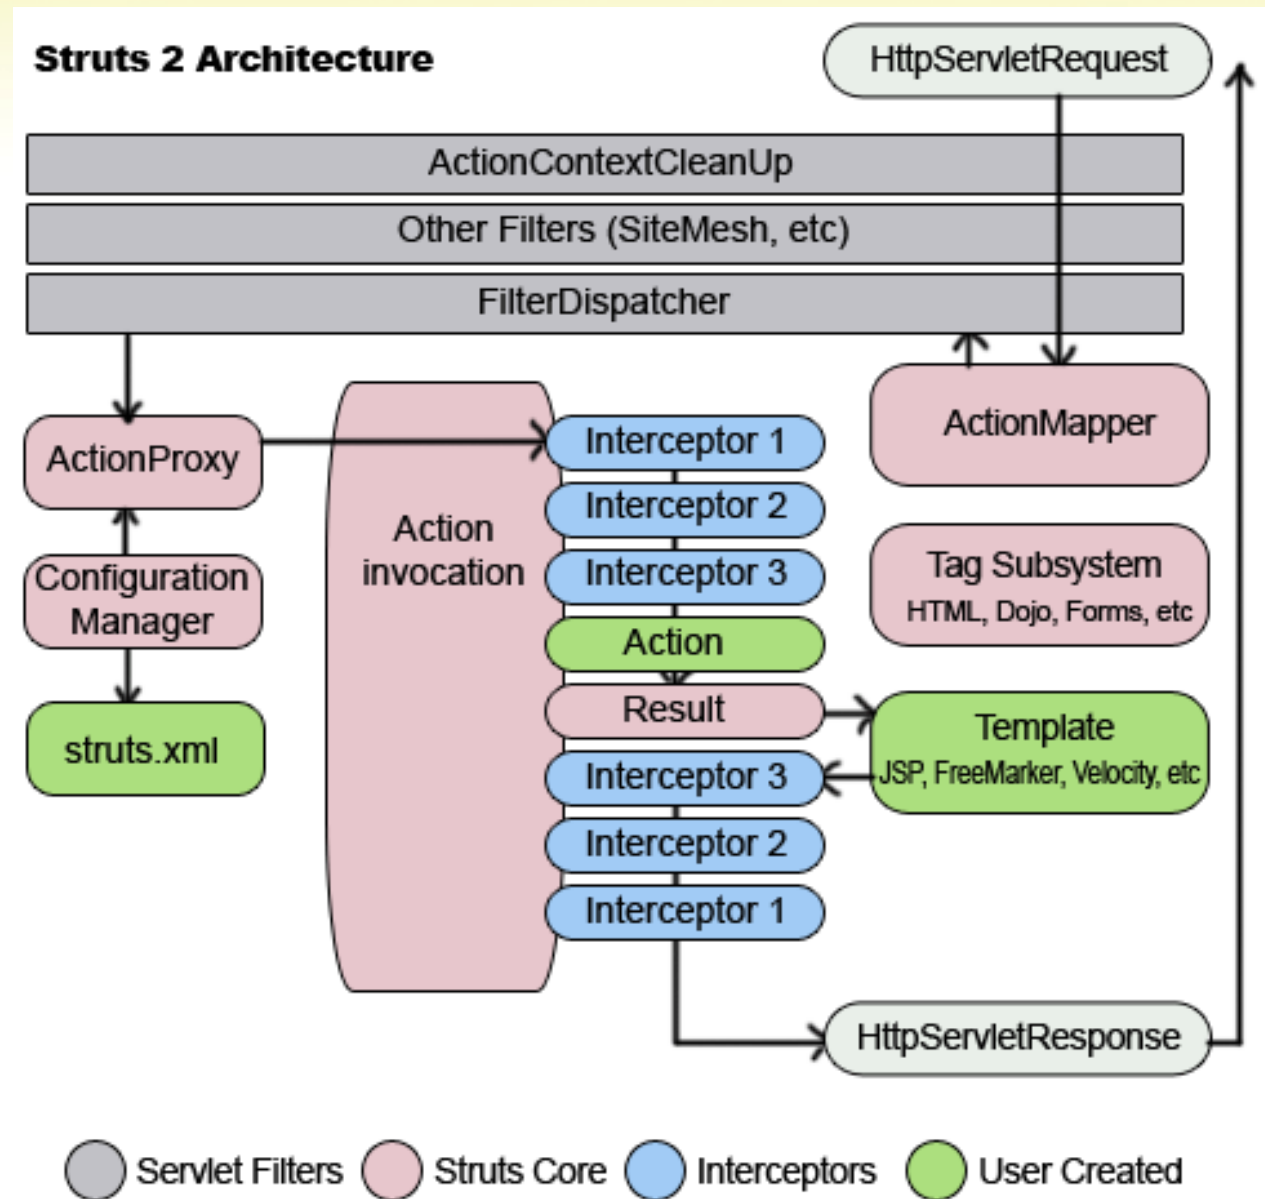 Struts 2 Architecture
HttpServletRequest
ActionContextCleanUp
Other Filters (SiteMesh, etc)
FilterDispatcher
ActionProxy
Configuration
Manager
struts.xml
Action
invocation
Interceptor 1
Interceptor 2
Interceptor 3
Action
Result
Interceptor 3
Interceptor 2
Interceptor 1
ActionMapper
Tag Subsystem
HTML, Dojo, Forms, etc
Template
JSP, FreeMarker, Velocity, etc
HttpServletResponse
Servlet Filters
Struts Core
Interceptors
User Created